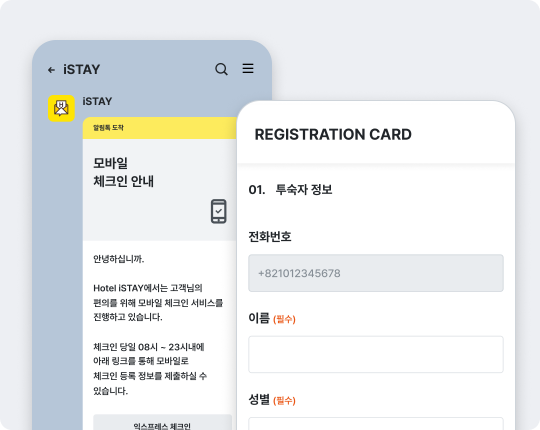 iSTAY
iSTAY
알림톡 도착
모바일
체크인 안내
안녕하십니까.
Hotel iSTAY에서는 고객님의
편의를 위해 모바일 체크인 서비스를
진행하고 있습니다.
체크인 당일 08시 ~ 23시내에
아래 링크를 통해 모바일로
체크인 등록 정보를 제출하실 수
있습니다.
익스프레스 체크인
REGISTRATION CARD
01. 투숙자 정보
전화번호
+821012345678
이름 (필수)
성별 (필수)